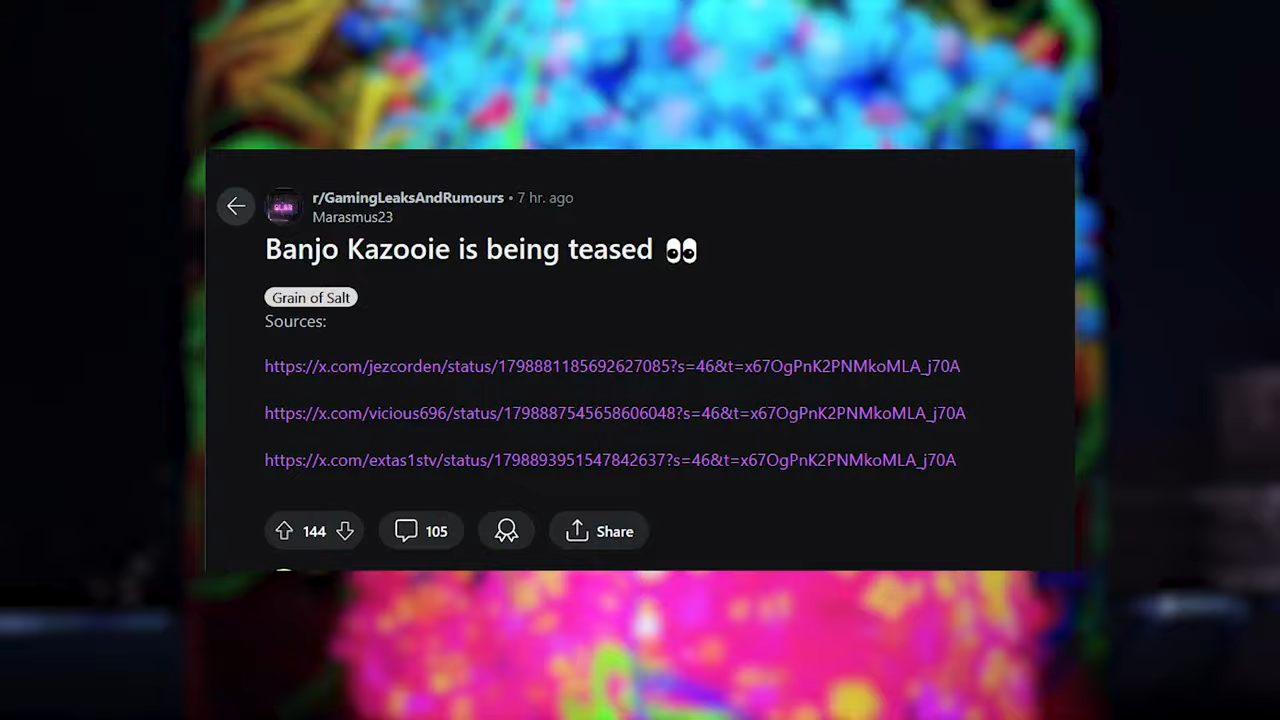 r/GamingLeaksAndRumours • 7 hr. ago
Marasmus23
Banjo Kazooie is being teased 👀
Grain of Salt
Sources:
https://x.com/jezcorden/status/1798881185692627085?s=46&t=x67OgPnK2PNMkoMLA_j70A
https://x.com/vicious696/status/1798887545658606048?s=46&t=x67OgPnK2PNMkoMLA_j70A
https://x.com/extas1stv/status/1798893951547842637?s=46&t=x67OgPnK2PNMkoMLA_j70A
144 105 Share